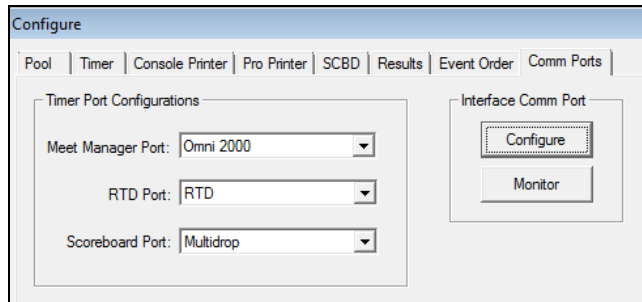 Configure
Pool Timer Console Printer Pro Printer SCBD Results Event Order Comm Ports
Timer Port Configurations
Interface Comm Port
Meet Manager Port: Omni 2000
Configure
RTD Port: RTD
Monitor
Scoreboard Port: Multidrop